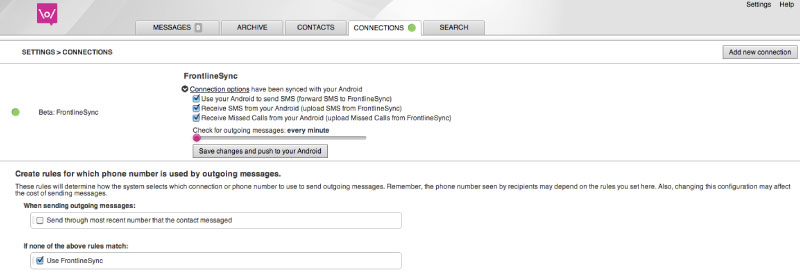 Settings Help
\o/
MESSAGES 8 ARCHIVE CONTACTS CONNECTIONS SEARCH
SETTINGS > CONNECTIONS
Add new connection
FrontlineSync
Connection options have been synced with your Android
Use your Android to send SMS (forward SMS to FrontlineSync)
Beta: FrontlineSync
Receive SMS from your Android (upload SMS from FrontlineSync)
Receive Missed Calls from your Android (upload Missed Calls from FrontlineSync)
Check for outgoing messages: every minute
Save changes and push to your Android
Create rules for which phone number is used by outgoing messages.
These rules will determine how the system selects which connection or phone number to use to send outgoing messages. Remember, the phone number seen by recipients may depend on the rules you set here. Also, changing this configuration may affect
the cost of sending messages.
When sending outgoing messages:
Send through most recent number that the contact messaged
If none of the above rules match:
Use FrontlineSync